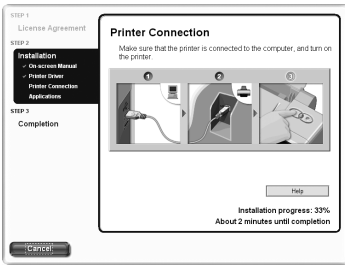 STEP 1
License Agreement
STEP 2
Installation
✓ On-screen Manual
✓ Printer Driver
Printer Connection
Applications
STEP 3
Completion
Printer Connection
Make sure that the printer is connected to the computer, and turn on
the printer.
1 2 3
Help
Installation progress: 33%
About 2 minutes until completion
Cancel